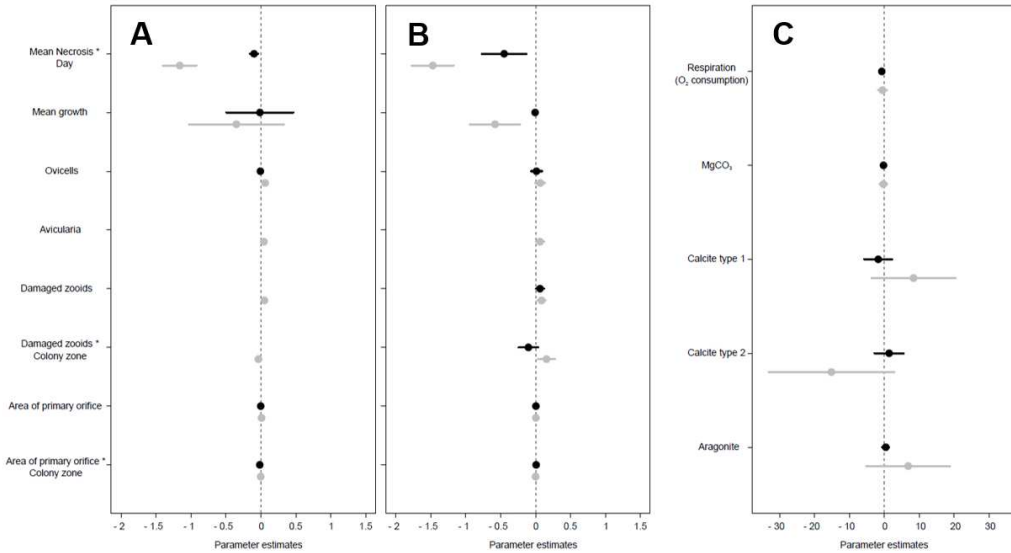 A
B
C
Mean Necrosis *
Day
Mean growth
Ovicells
Avicularia
Damaged zooids
Damaged zooids *
Colony zone
Area of primary orifice
Area of primary orifice *
Colony zone
Respiration
(O₂ consumption)
MgCO₃
Calcite type 1
Calcite type 2
Aragonite
- 2 - 1.5 - 1 - 0.5 0 0.5 1 1.5
- 2 - 1.5 - 1 - 0.5 0 0.5 1 1.5
- 30 - 20 - 10 0 10 20 30
Parameter estimates
Parameter estimates
Parameter estimates